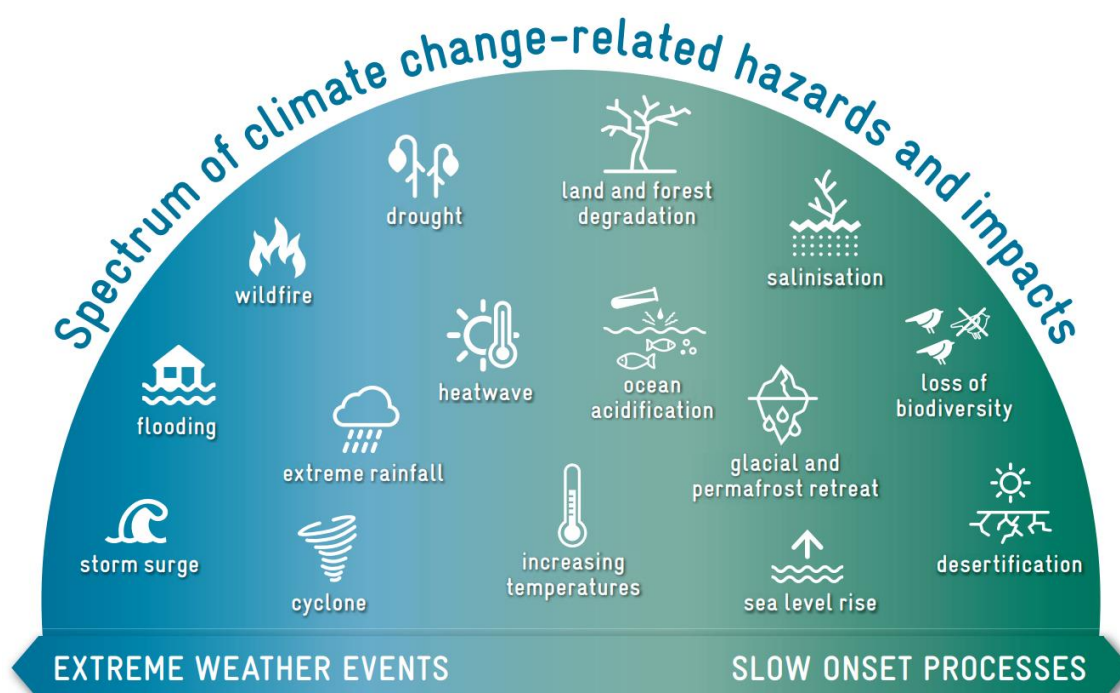 Spectrum of climate change-related hazards and impacts
drought
land and forest
degradation
salinisation
wildfire
heatwave
ocean
acidification
loss of
biodiversity
flooding
extreme rainfall
glacial and
permafrost retreat
storm surge
cyclone
increasing
temperatures
sea level rise
desertification
EXTREME WEATHER EVENTS
SLOW ONSET PROCESSES